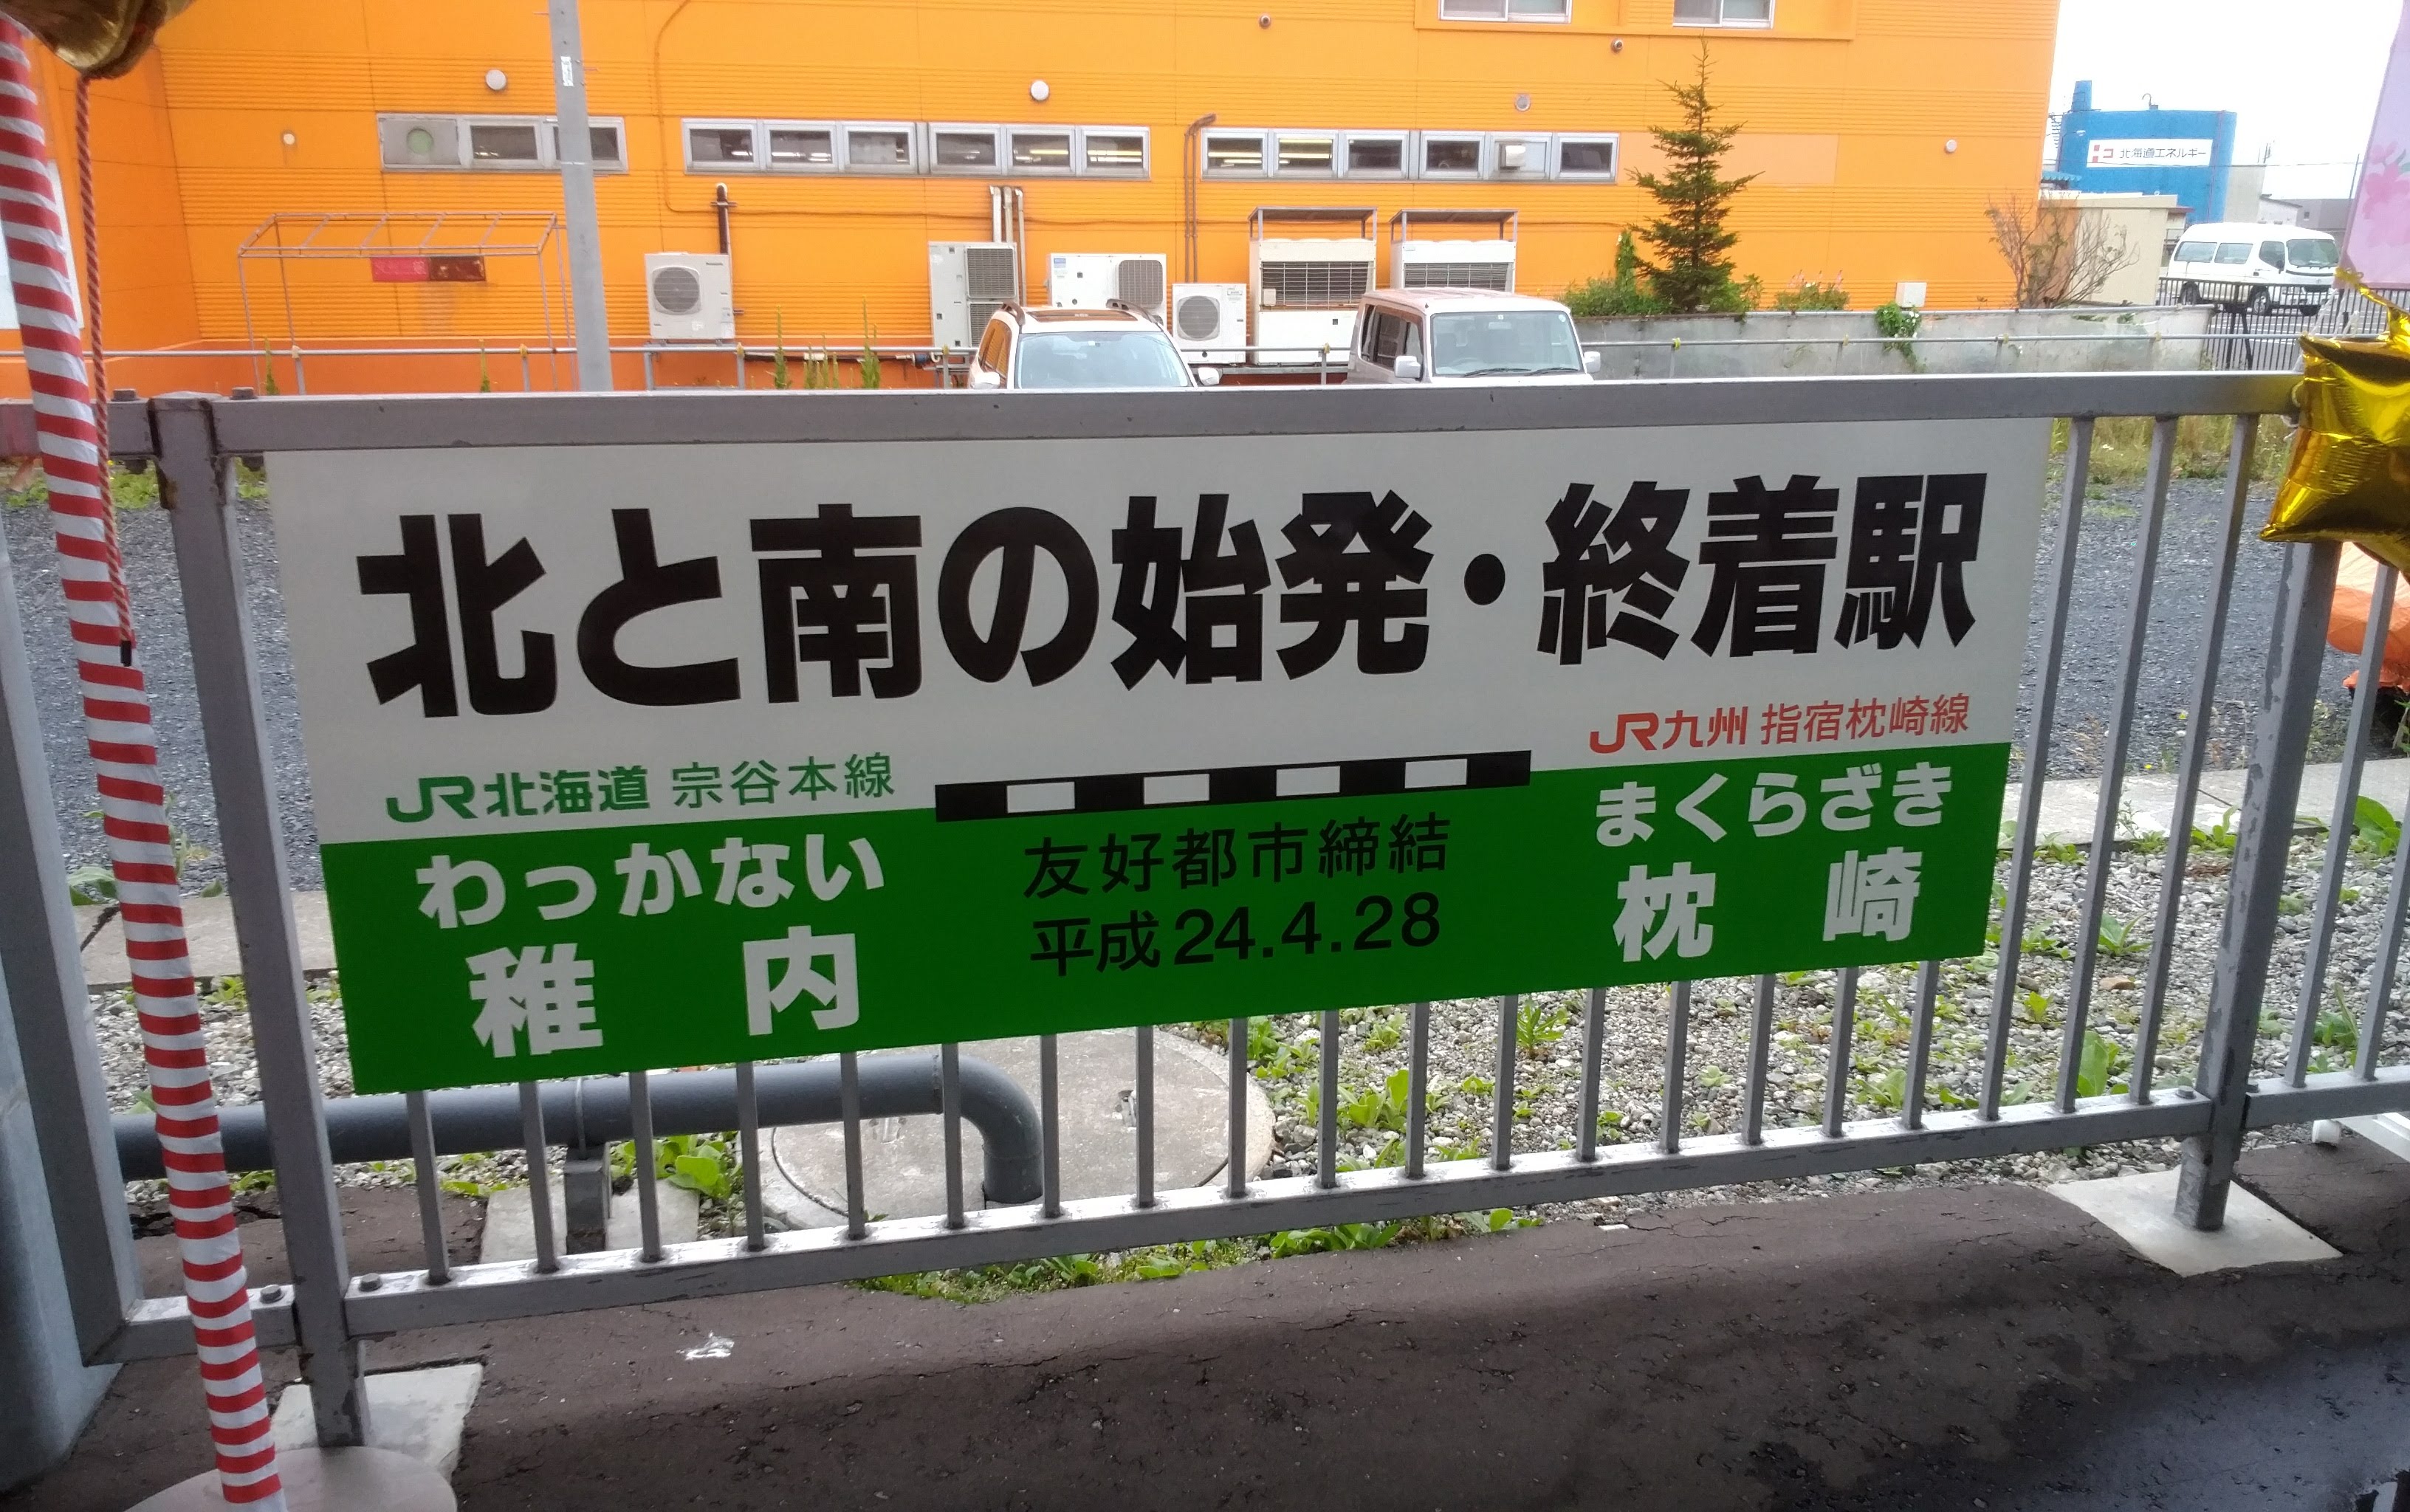 北海道エネルギー
北と南の始発・終着駅
JR北海道 宗谷本線
JR九州 指宿枕崎線
わっかない
稚内
友好都市締結
平成24.4.28
まくらざき
枕崎